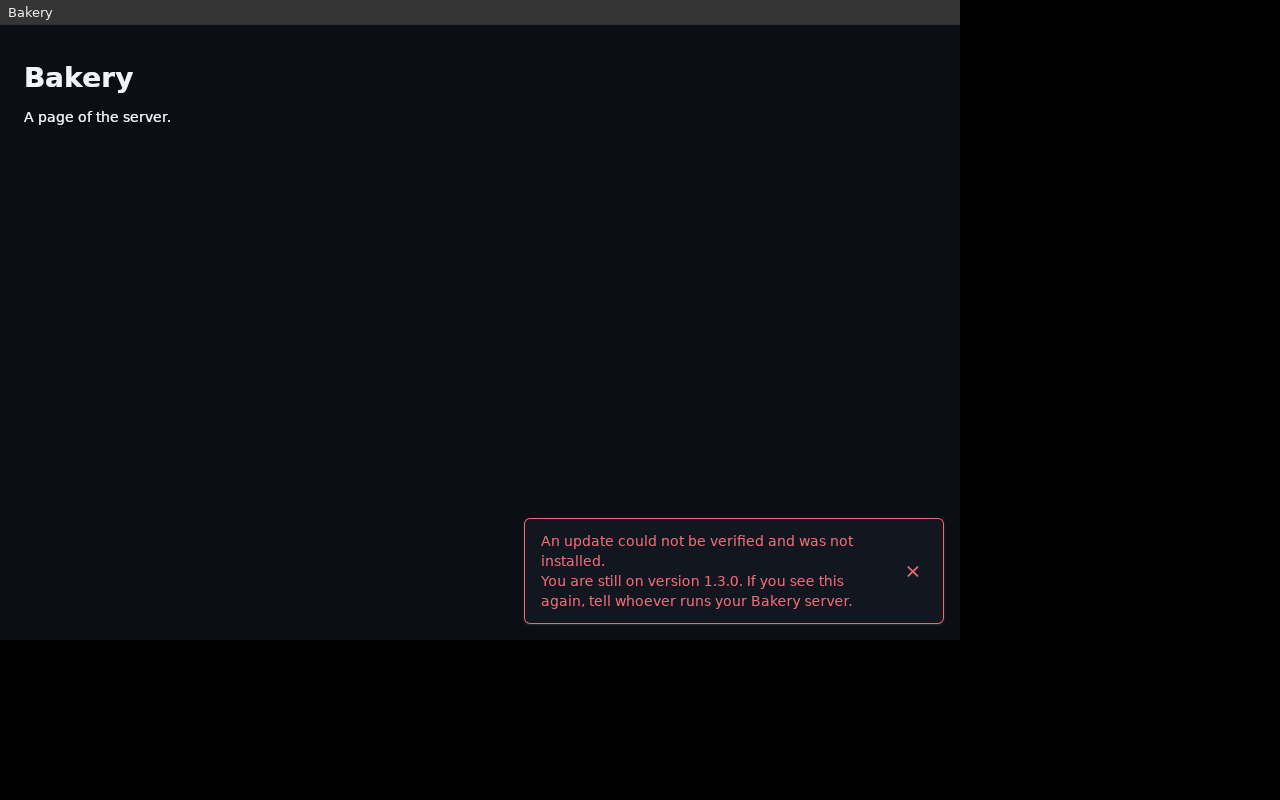 Bakery
Bakery
A page of the server.
An update could not be verified and was not
installed.
You are still on version 1.3.0. If you see this
again, tell whoever runs your Bakery server.